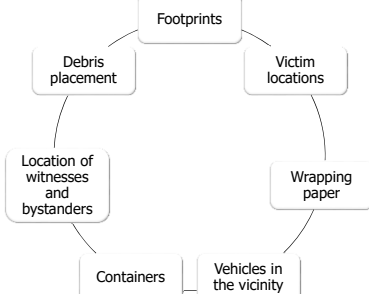 Footprints
Victim
locations
Wrapping
paper
Vehicles in
the vicinity
Containers
Location of
witnesses
and
bystanders
Debris
placement